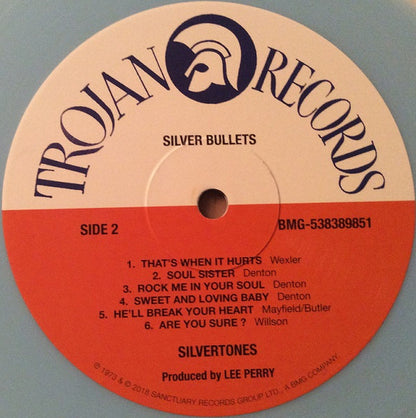 TROJAN RECORDS
SILVER BULLETS
SIDE 2
BMG-538389851
1. THAT'S WHEN IT HURTS Wexler
2. SOUL SISTER Denton
3. ROCK ME IN YOUR SOUL Denton
4. SWEET AND LOVING BABY Denton
5. HE'LL BREAK YOUR HEART Mayfield/Butler
6. ARE YOU SURE ? Willson
SILVERTONES
Produced by LEE PERRY
℗ 1973 & © 2018 SANCTUARY RECORDS GROUP LTD., A BMG COMPANY.